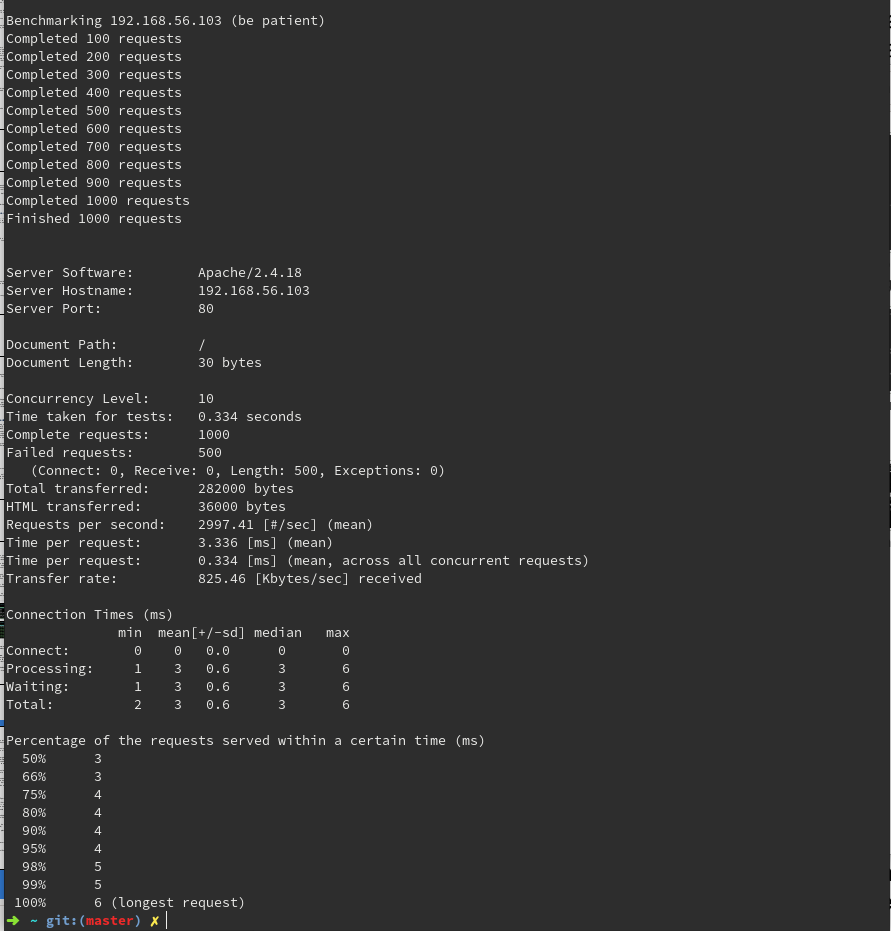 Benchmarking 192.168.56.103 (be patient)
Completed 100 requests
Completed 200 requests
Completed 300 requests
Completed 400 requests
Completed 500 requests
Completed 600 requests
Completed 700 requests
Completed 800 requests
Completed 900 requests
Completed 1000 requests
Finished 1000 requests
Server Software:        Apache/2.4.18
Server Hostname:        192.168.56.103
Server Port:            80
Document Path:          /
Document Length:        30 bytes
Concurrency Level:      10
Time taken for tests:   0.334 seconds
Complete requests:      1000
Failed requests:        500
   (Connect: 0, Receive: 0, Length: 500, Exceptions: 0)
Total transferred:      282000 bytes
HTML transferred:       36000 bytes
Requests per second:    2997.41 [#/sec] (mean)
Time per request:       3.336 [ms] (mean)
Time per request:       0.334 [ms] (mean, across all concurrent requests)
Transfer rate:          825.46 [Kbytes/sec] received
Connection Times (ms)
              min  mean[+/-sd] median   max
Connect:        0    0   0.0      0       0
Processing:     1    3   0.6      3       6
Waiting:        1    3   0.6      3       6
Total:          2    3   0.6      3       6
Percentage of the requests served within a certain time (ms)
  50%      3
  66%      3
  75%      4
  80%      4
  90%      4
  95%      4
  98%      5
  99%      5
 100%      6 (longest request)
➜  ~ git:(master) ✗